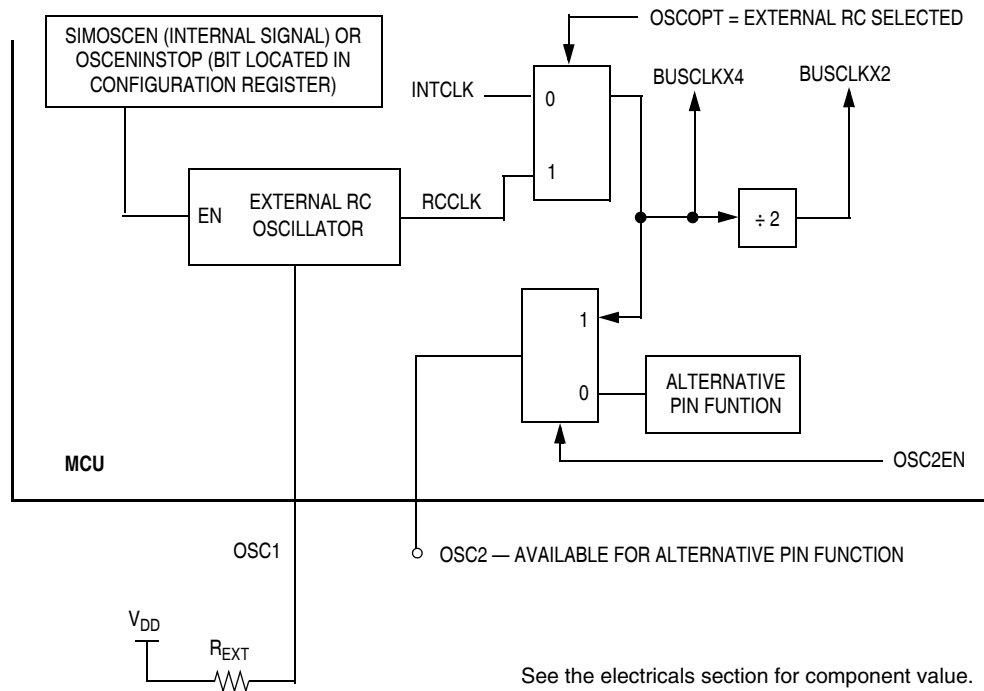 SIMOSCEN (INTERNAL SIGNAL) OR
OSCENINSTOP (BIT LOCATED IN
CONFIGURATION REGISTER)
OSCOPT = EXTERNAL RC SELECTED
INTCLK
0
1
BUSCLKX4
BUSCLKX2
EN
EXTERNAL RC
OSCILLATOR
RCCLK
÷ 2
1
0
ALTERNATIVE
PIN FUNTION
OSC2EN
MCU
OSC1
OSC2 — AVAILABLE FOR ALTERNATIVE PIN FUNCTION
VDD
REXT
See the electricals section for component value.